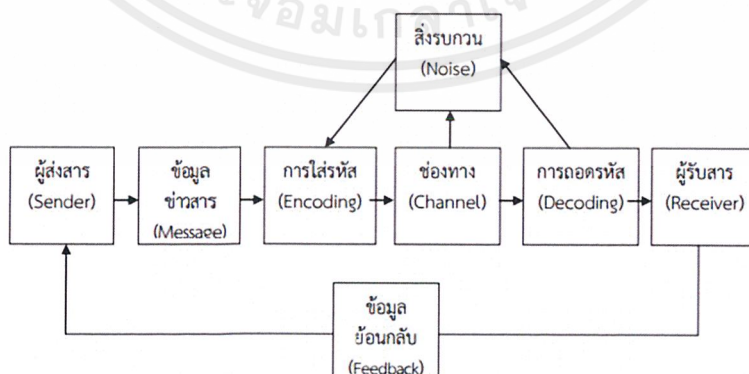 สิ่งรบกวน
(Noise)
ผู้ส่งสาร
(Sender)
ข้อมูล
ข่าวสาร
(Message)
การใส่รหัส
(Encoding)
ช่องทาง
(Channel)
การถอดรหัส
(Decoding)
ผู้รับสาร
(Receiver)
ข้อมูล
ย้อนกลับ
(Feedback)